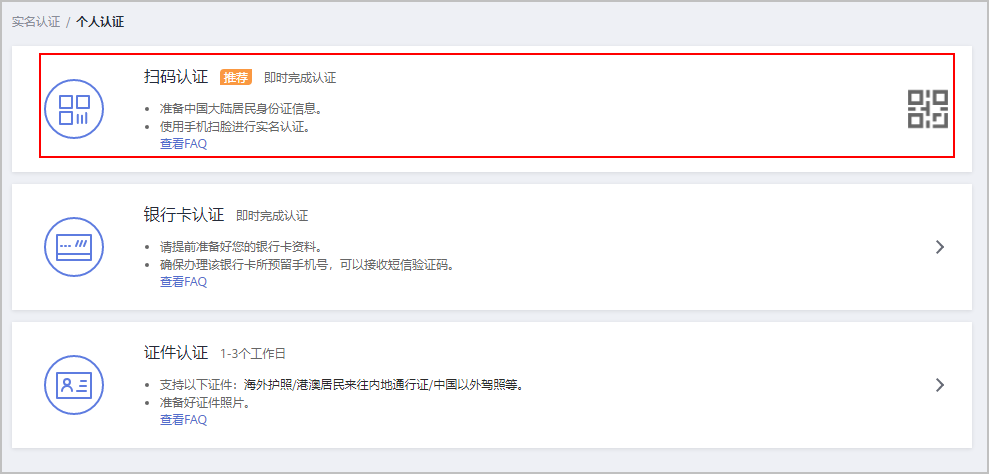 实名认证 / 个人认证
扫码认证 推荐 即时完成认证
• 准备中国大陆居民身份证信息。
• 使用手机扫脸进行实名认证。
查看FAQ
银行卡认证 即时完成认证
• 请提前准备好您的银行卡资料。
• 确保办理该银行卡所预留手机号，可以接收短信验证码。
查看FAQ
证件认证 1-3个工作日
• 支持以下证件：海外护照/港澳居民来往内地通行证/中国以外驾照等。
• 准备好证件照片。
查看FAQ